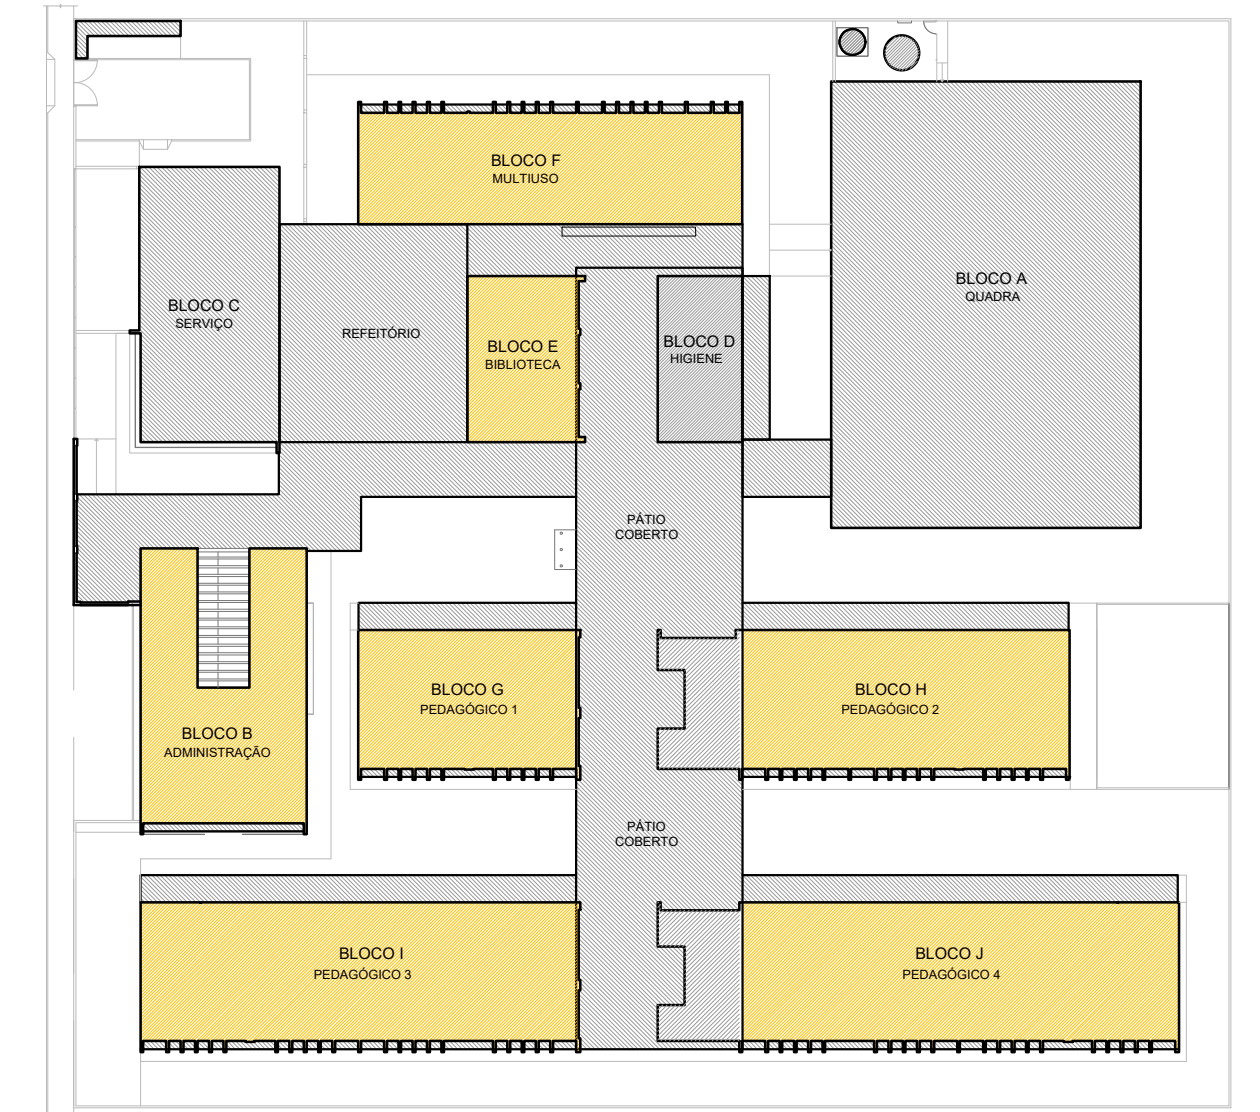 BLOCO F
MULTIUSO
BLOCO A
QUADRA
BLOCO C
SERVIÇO
REFEITÓRIO
BLOCO E
BIBLIOTECA
BLOCO D
HIGIENE
PÁTIO
COBERTO
BLOCO G
PEDAGÓGICO 1
BLOCO H
PEDAGÓGICO 2
BLOCO B
ADMINISTRAÇÃO
PÁTIO
COBERTO
BLOCO I
PEDAGÓGICO 3
BLOCO J
PEDAGÓGICO 4